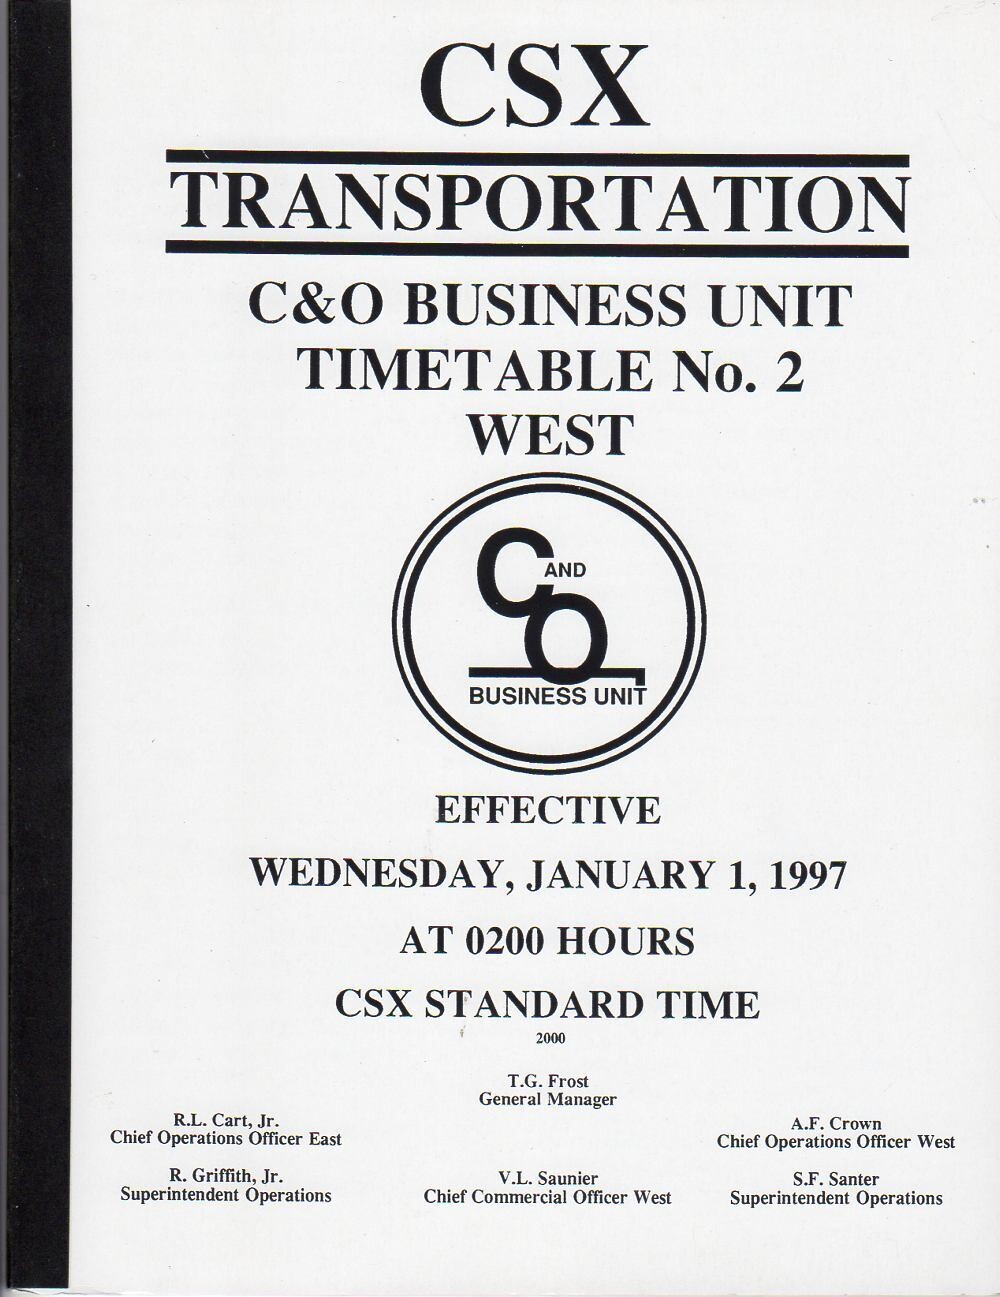 CSX
TRANSPORTATION
C&O BUSINESS UNIT
TIMETABLE No. 2
WEST
C AND O
BUSINESS UNIT
EFFECTIVE
WEDNESDAY, JANUARY 1, 1997
AT 0200 HOURS
CSX STANDARD TIME
2000
T.G. Frost
General Manager
R.L. Cart, Jr.
Chief Operations Officer East
A.F. Crown
Chief Operations Officer West
R. Griffith, Jr.
Superintendent Operations
V.L. Saunier
Chief Commercial Officer West
S.F. Santer
Superintendent Operations